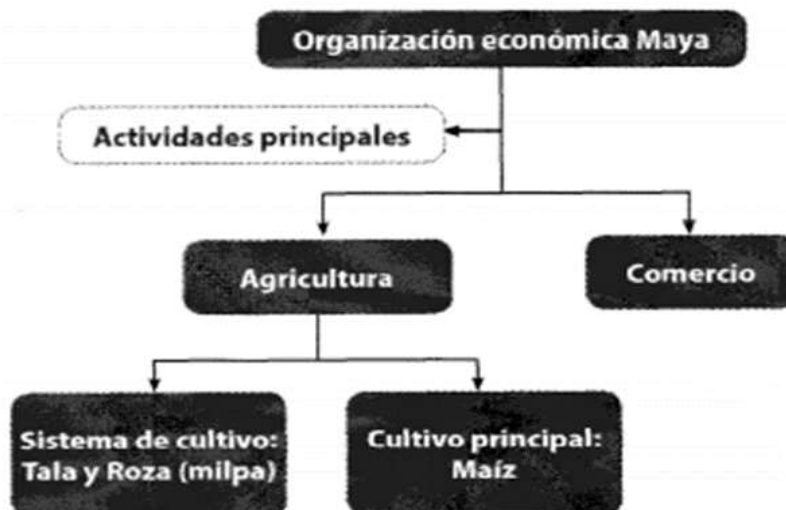 Organización económica Maya
Actividades principales
Agricultura
Comercio
Sistema de cultivo:
Tala y Roza (milpa)
Cultivo principal:
Maíz